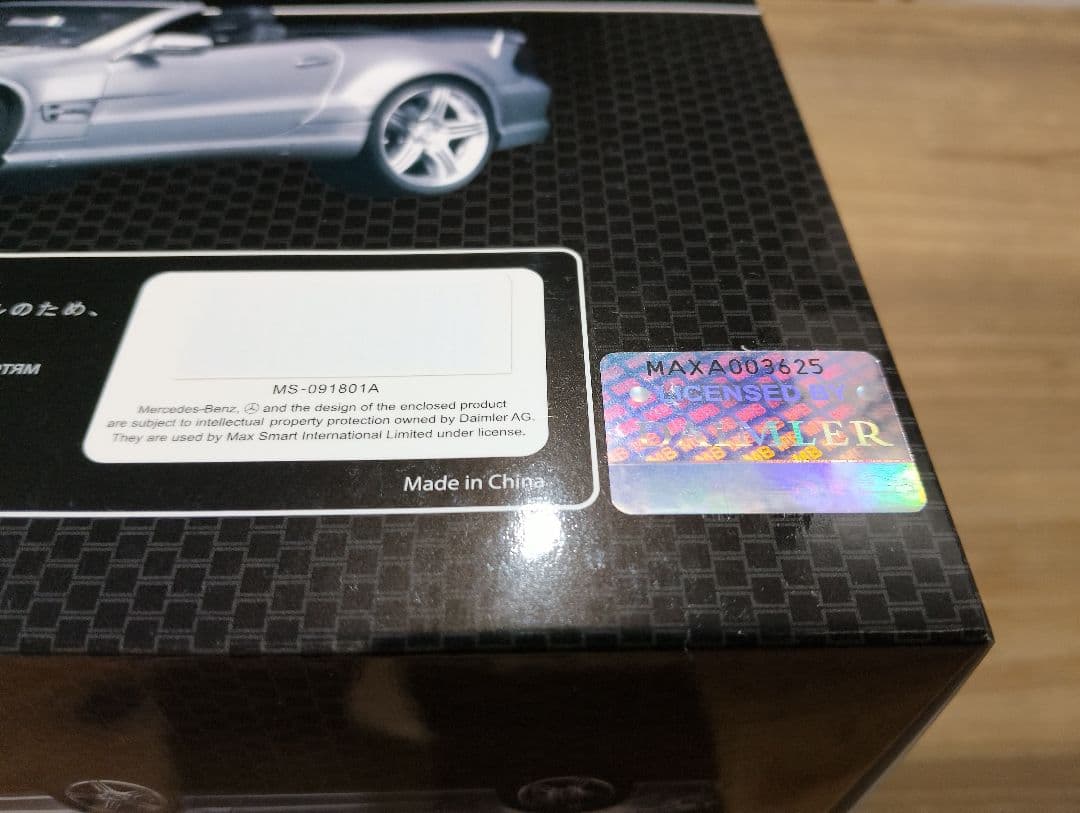 のため、
MS-091801A
Mercedes-Benz, and the design of the enclosed product
are subject to intellectual property protection owned by Daimler AG.
They are used by Max Smart International Limited under license.
Made in China
MAXA003625
LICENSED BY
DAIMLER